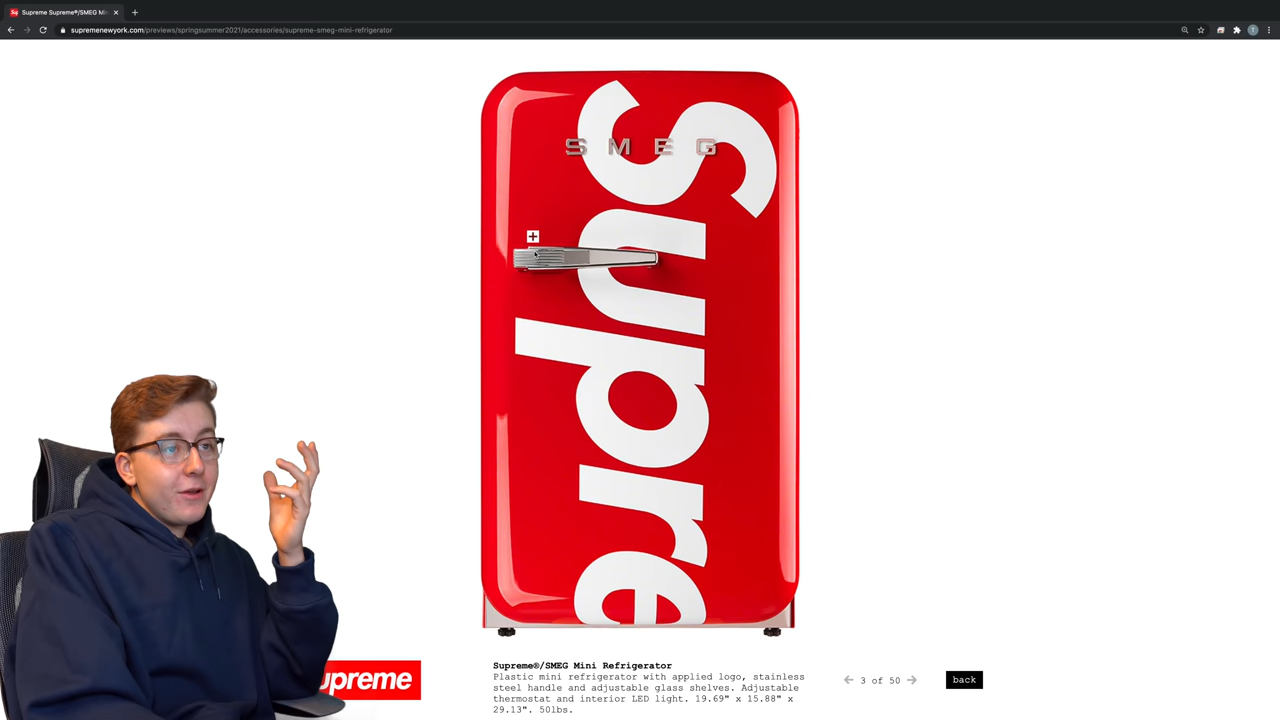 Supreme Supreme®/SMEG Min
supremenewyork.com/previews/springsummer2021/accessories/supreme-smeg-mini-refrigerator
T
SMEG
Supreme
Supreme®/SMEG Mini Refrigerator
Plastic mini refrigerator with applied logo, stainless
steel handle and adjustable glass shelves. Adjustable
thermostat and interior LED light. 19.69" x 15.88" x
29.13". 50lbs.
3 of 50
back
upreme